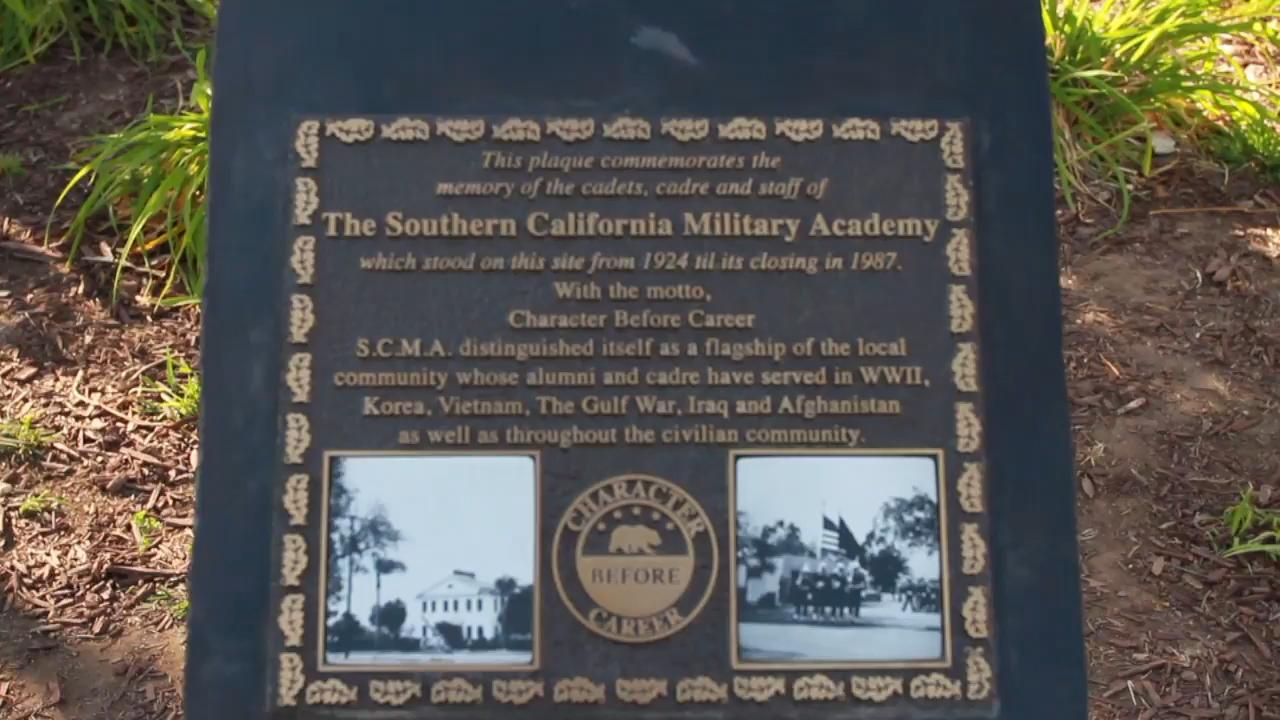 This plaque commemorates the
memory of the cadets, cadre and staff of
The Southern California Military Academy
which stood on this site from 1924 til its closing in 1987.
With the motto,
Character Before Career
S.C.M.A. distinguished itself as a flagship of the local
community whose alumni and cadre have served in WWII,
Korea, Vietnam, The Gulf War, Iraq and Afghanistan
as well as throughout the civilian community.
CHARACTER
BEFORE
CAREER